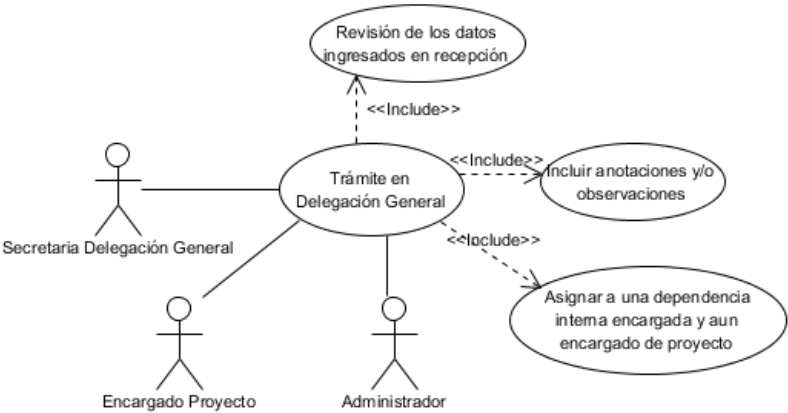 Revisión de los datos
ingresados en recepción
<<Include>>
Trámite en
Delegación General
<<Include>>
Incluir anotaciones y/o
observaciones
<<Include>>
Asignar a una dependencia
interna encargada y aun
encargado de proyecto
Secretaria Delegación General
Encargado Proyecto
Administrador